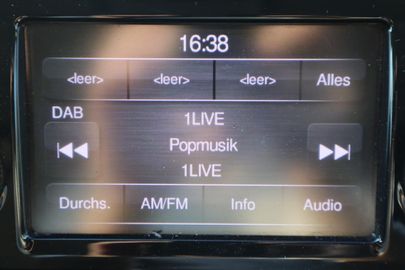 16:38
<leer> <leer> <leer> Alles
DAB
1LIVE
Popmusik
1LIVE
Durchs. AM/FM Info Audio